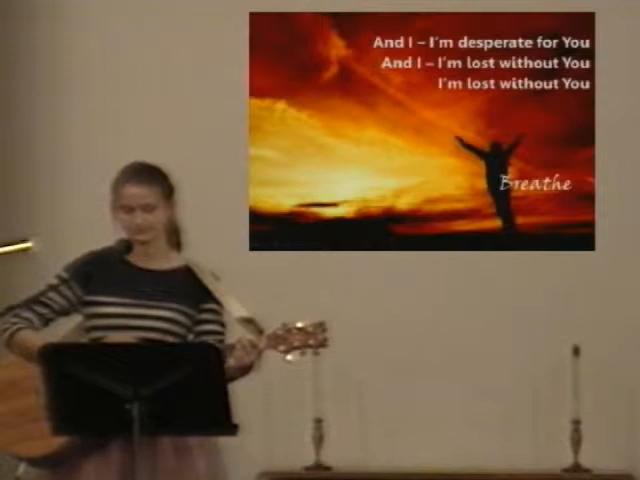 And I – I'm desperate for You
And I – I'm lost without You
I'm lost without You
Breathe